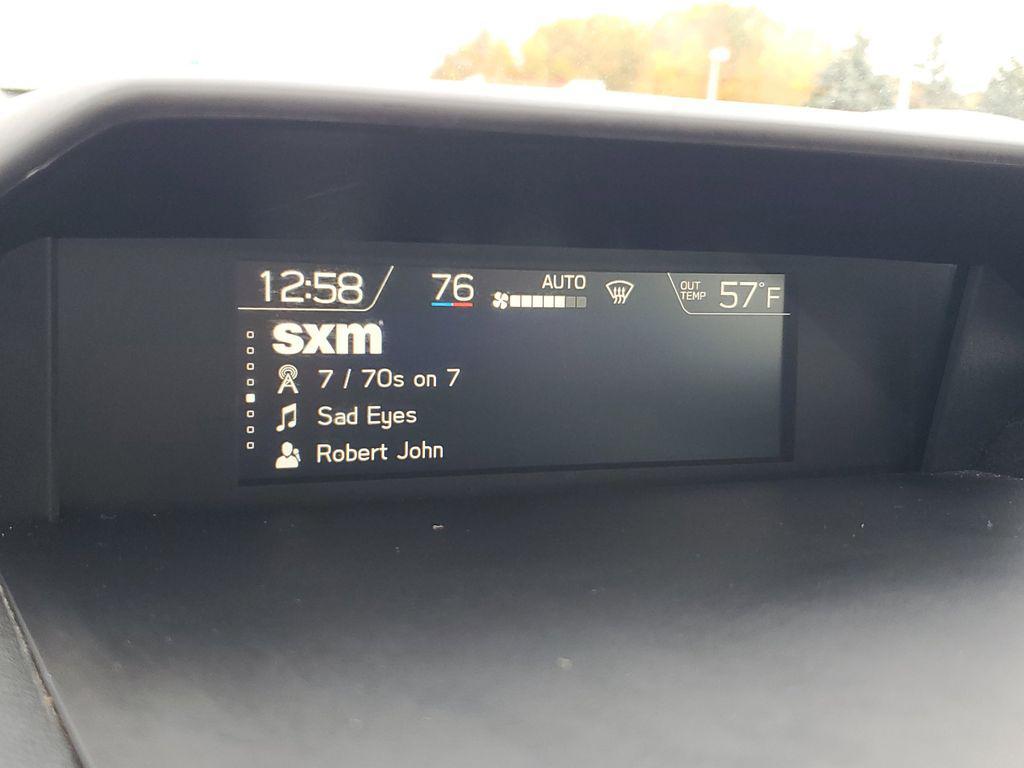 12:58 76 AUTO OUT TEMP 57°F
sxm
7 / 70s on 7
Sad Eyes
Robert John